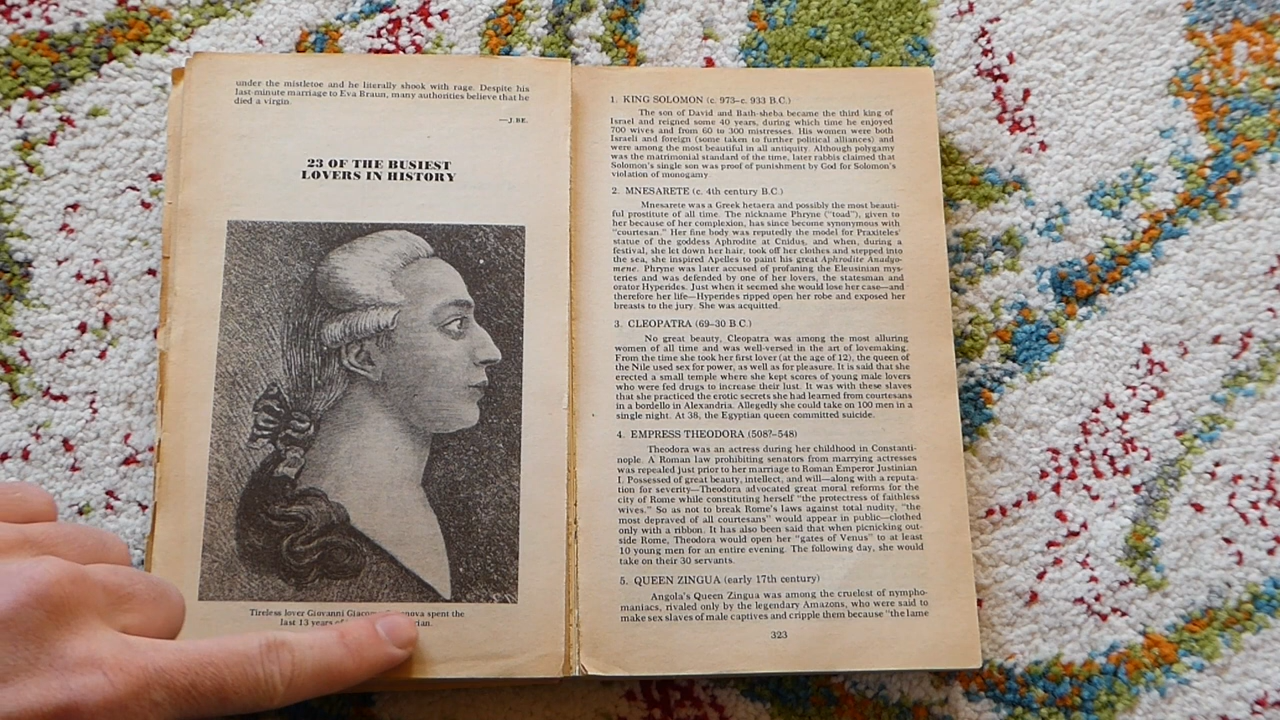 under the mistletoe and he literally shook with rage. Despite his
last-minute marriage to Eva Braun, many authorities believe that he
died a virgin.
—J.BE.
23 OF THE BUSIEST
LOVERS IN HISTORY
Tireless lover Giovanni spent the
last 13 years
1. KING SOLOMON (c. 973–c. 933 B.C.)
The son of David and Bath-sheba became the third king of
Israel and reigned some 40 years, during which time he enjoyed
700 wives and from 60 to 300 mistresses. His women were both
Israeli and foreign (some taken to further political alliances) and
were among the most beautiful in all antiquity. Although polygamy
was the matrimonial standard of the time, later rabbis claimed that
Solomon's single son was proof of punishment by God for Solomon's
violation of monogamy.
2. MNESARETE (c. 4th century B.C.)
Mnesarete was a Greek hetaera and possibly the most beauti-
ful prostitute of all time. The nickname Phryne ("toad"), given to
her because of her complexion, has since become synonymous with
"courtesan." Her fine body was reputedly the model for Praxiteles'
statue of the goddess Aphrodite at Cnidus, and when, during a
festival, she let down her hair, took off her clothes and stepped into
the sea, she inspired Apelles to paint his great Aphrodite Anadyo-
mene. Phryne was later accused of profaning the Eleusinian mys-
teries and was defended by one of her lovers, the statesman and
orator Hyperides. Just when it seemed she would lose her case—and
therefore her life—Hyperides ripped open her robe and exposed her
breasts to the jury. She was acquitted.
3. CLEOPATRA (69–30 B.C.)
No great beauty, Cleopatra was among the most alluring
women of all time and was well-versed in the art of lovemaking.
From the time she took her first lover (at the age of 12), the queen of
the Nile used sex for power, as well as for pleasure. It is said that she
erected a small temple where she kept scores of young male lovers
who were fed drugs to increase their lust. It was with these slaves
that she practiced the erotic secrets she had learned from courtesans
in a bordello in Alexandria. Allegedly she could take on 100 men in a
single night. At 38, the Egyptian queen committed suicide.
4. EMPRESS THEODORA (508?–548)
Theodora was an actress during her childhood in Constanti-
nople. A Roman law prohibiting senators from marrying actresses
was repealed just prior to her marriage to Roman Emperor Justinian
I. Possessed of great beauty, intellect, and will—along with a reputa-
tion for severity—Theodora advocated great moral reforms for the
city of Rome while constituting herself "the protectress of faithless
wives." So as not to break Rome's laws against total nudity, "the
most depraved of all courtesans" would appear in public—clothed
only with a ribbon. It has also been said that when picnicking out-
side Rome, Theodora would open her "gates of Venus" to at least
10 young men for an entire evening. The following day, she would
take on their 30 servants.
5. QUEEN ZINGUA (early 17th century)
Angola's Queen Zingua was among the cruelest of nympho-
maniacs, rivaled only by the legendary Amazons, who were said to
make sex slaves of male captives and cripple them because "the lame
323